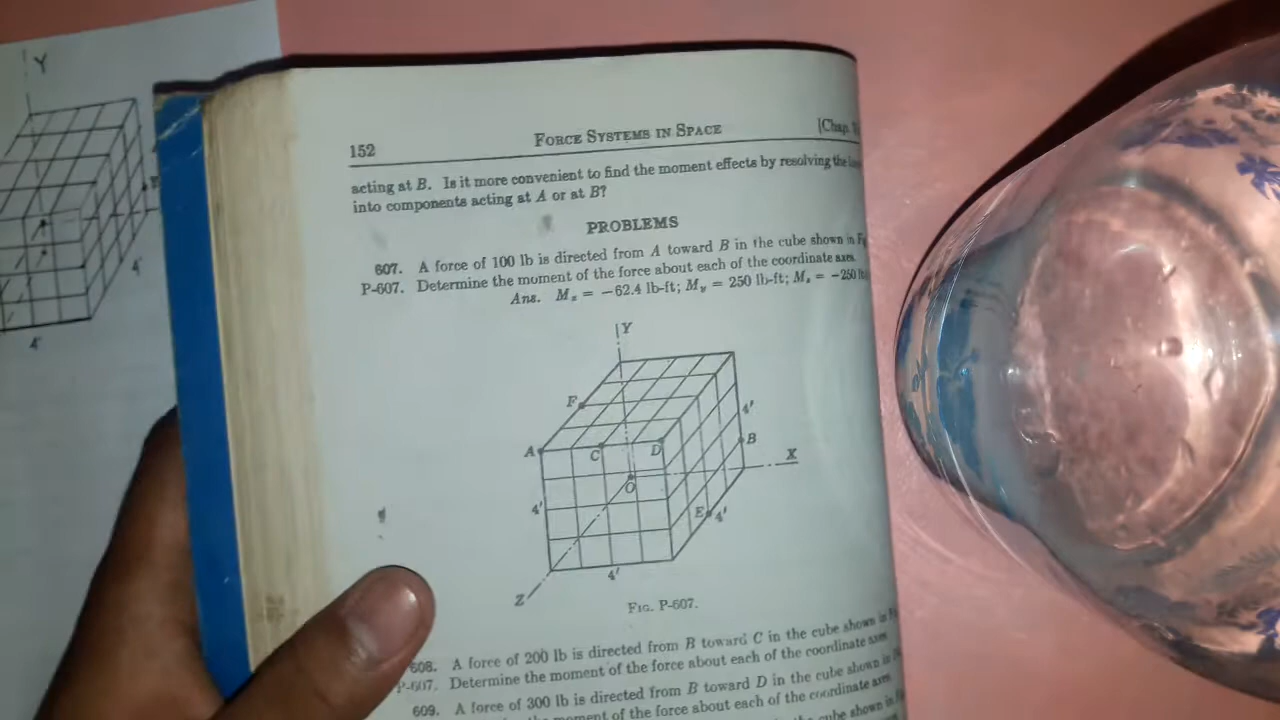 Y
4'
4'
152
FORCE SYSTEMS IN SPACE
[Chap.
acting at B. Is it more convenient to find the moment effects by resolving the
into components acting at A or at B?
PROBLEMS
607. A force of 100 lb is directed from A toward B in the cube shown in
P-607. Determine the moment of the force about each of the coordinate axes.
Ans. Mx = −62.4 lb-ft; My = 250 lb-ft; Mz = −250
Y
F
4'
A
C
D
B
X
O
4'
E
4'
4'
Z
FIG. P-607.
608. A force of 200 lb is directed from B toward C in the cube shown in
P-607. Determine the moment of the force about each of the coordinate axes
609. A force of 300 lb is directed from B toward D in the cube shown in
moment of the force about each of the coordinate axes
cube shown in